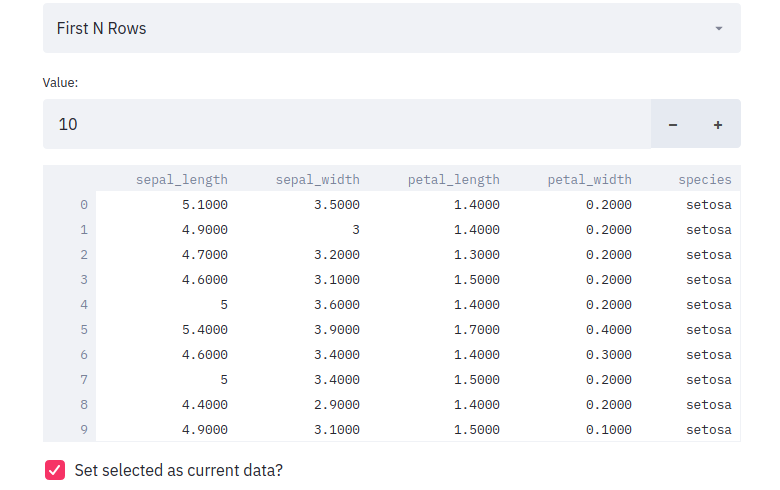 First N Rows
Value:
10 − +
sepal_length sepal_width petal_length petal_width species
0 5.1000 3.5000 1.4000 0.2000 setosa
1 4.9000 3 1.4000 0.2000 setosa
2 4.7000 3.2000 1.3000 0.2000 setosa
3 4.6000 3.1000 1.5000 0.2000 setosa
4 5 3.6000 1.4000 0.2000 setosa
5 5.4000 3.9000 1.7000 0.4000 setosa
6 4.6000 3.4000 1.4000 0.3000 setosa
7 5 3.4000 1.5000 0.2000 setosa
8 4.4000 2.9000 1.4000 0.2000 setosa
9 4.9000 3.1000 1.5000 0.1000 setosa
Set selected as current data?